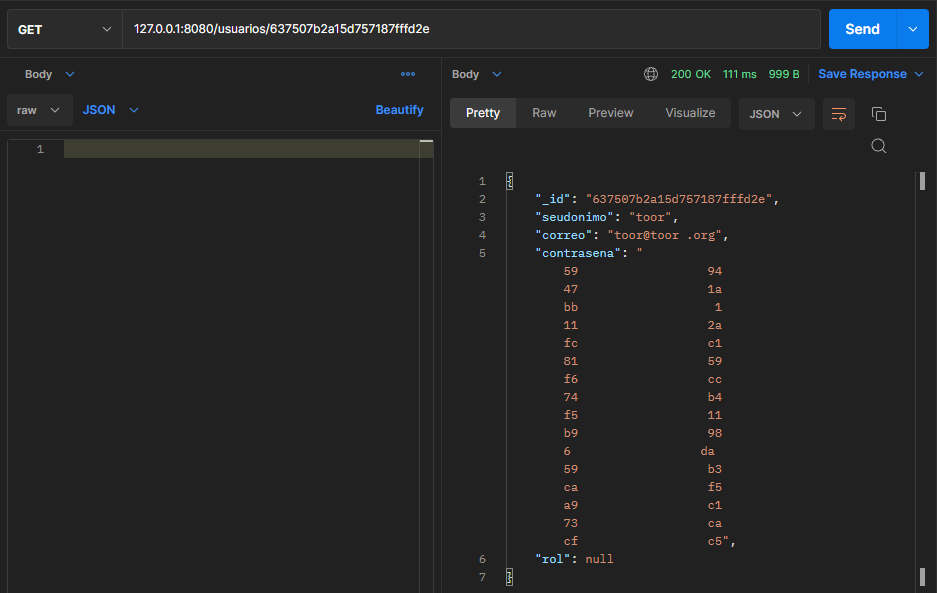 GET 127.0.0.1:8080/usuarios/637507b2a15d757187fffd2e Send
Body
raw JSON Beautify
1
Body 200 OK 111 ms 999 B Save Response
Pretty Raw Preview Visualize JSON
1 {
2 "_id": "637507b2a15d757187fffd2e",
3 "seudonimo": "toor",
4 "correo": "toor@toor .org",
5 "contrasena": "
59 94
47 1a
bb 1
11 2a
fc c1
81 59
f6 cc
74 b4
f5 11
b9 98
6 da
59 b3
ca f5
a9 c1
73 ca
cf c5",
6 "rol": null
7 }